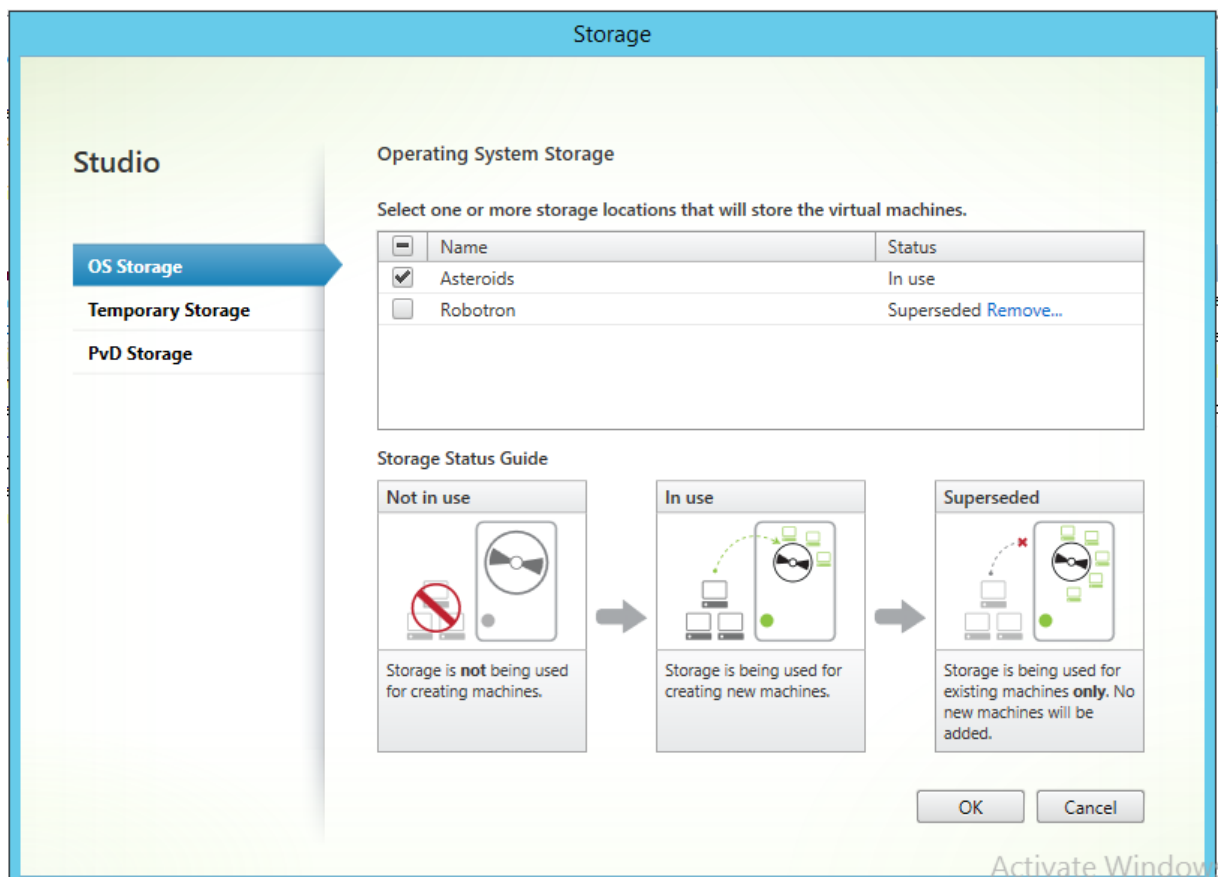 Storage
Studio
OS Storage
Temporary Storage
PvD Storage
Operating System Storage
Select one or more storage locations that will store the virtual machines.
Name Status
Asteroids In use
Robotron Superseded Remove...
Storage Status Guide
Not in use
Storage is not being used
for creating machines.
In use
Storage is being used for
creating new machines.
Superseded
Storage is being used for
existing machines only. No
new machines will be
added.
OK Cancel
Activate Window